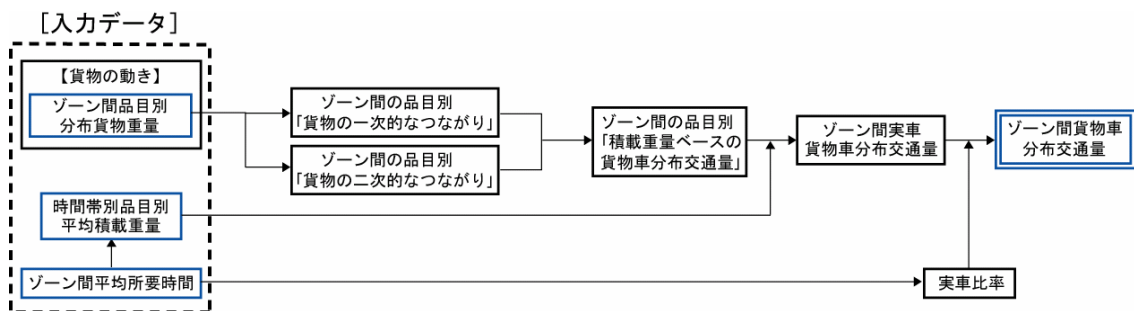 [入力データ]
【貨物の動き】
ゾーン間品目別
分布貨物重量
時間帯別品目別
平均積載重量
ゾーン間平均所要時間
ゾーン間の品目別
「貨物の一次的なつながり」
ゾーン間の品目別
「貨物の二次的なつながり」
ゾーン間の品目別
「積載重量ベースの
貨物車分布交通量」
ゾーン間実車
貨物車分布交通量
実車比率
ゾーン間貨物車
分布交通量